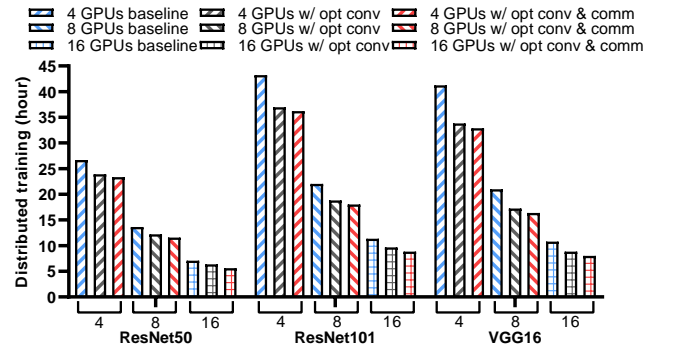 4 GPUs baseline 4 GPUs w/ opt conv 4 GPUs w/ opt conv & comm
8 GPUs baseline 8 GPUs w/ opt conv 8 GPUs w/ opt conv & comm
16 GPUs baseline 16 GPUs w/ opt conv 16 GPUs w/ opt conv & comm
Distributed training (hour)
45
40
35
30
25
20
15
10
5
0
4 8 16 4 8 16 4 8 16
ResNet50 ResNet101 VGG16